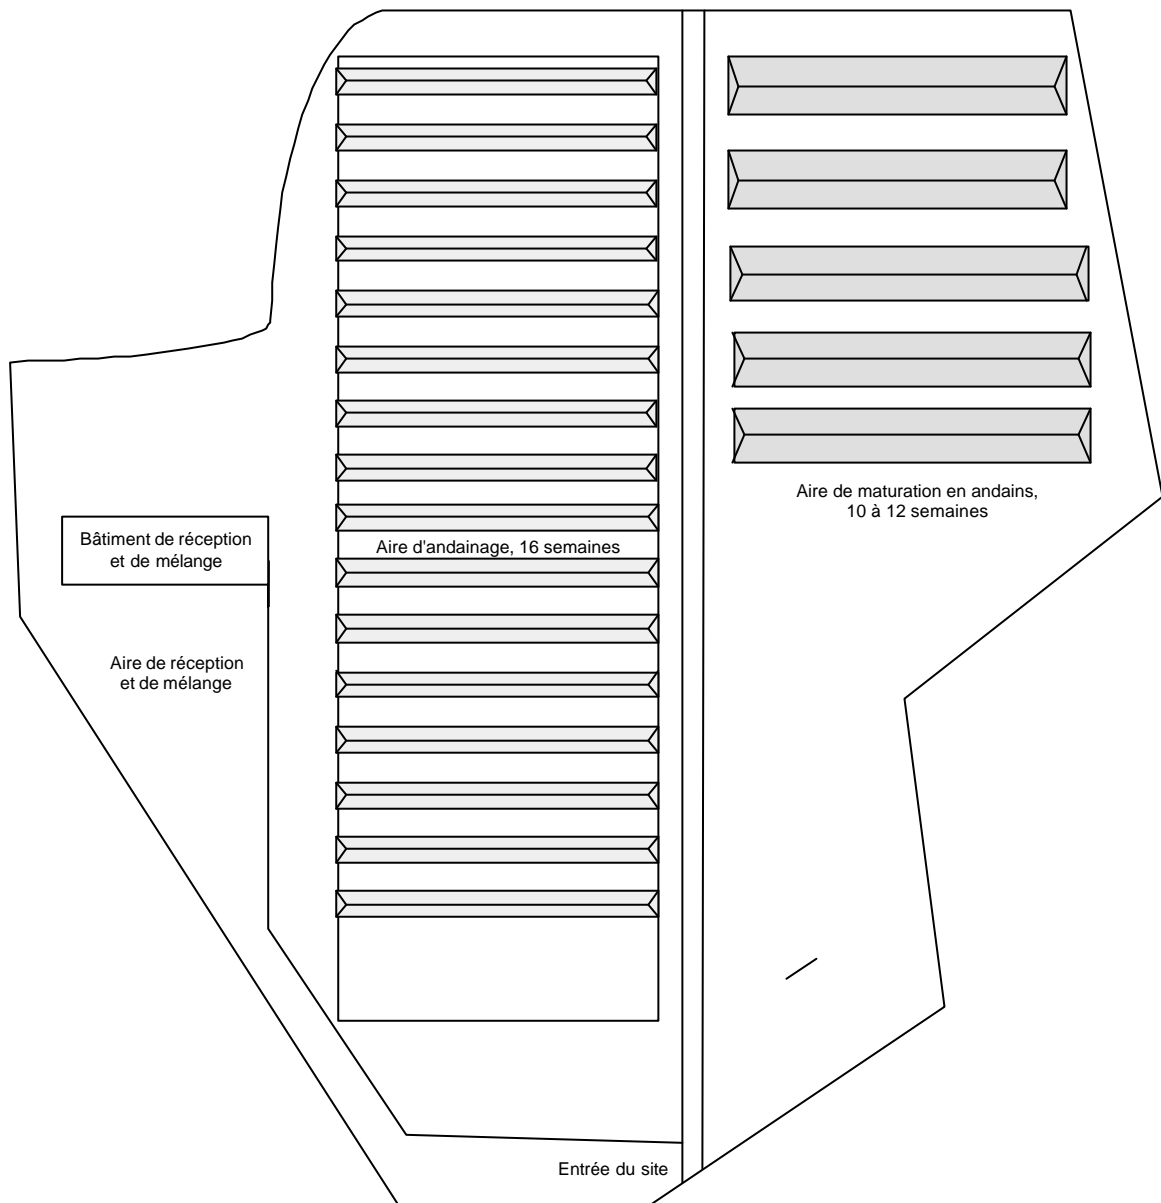 Aire de maturation en andains,
10 à 12 semaines
Bâtiment de réception
et de mélange
Aire d'andainage, 16 semaines
Aire de réception
et de mélange
Entrée du site